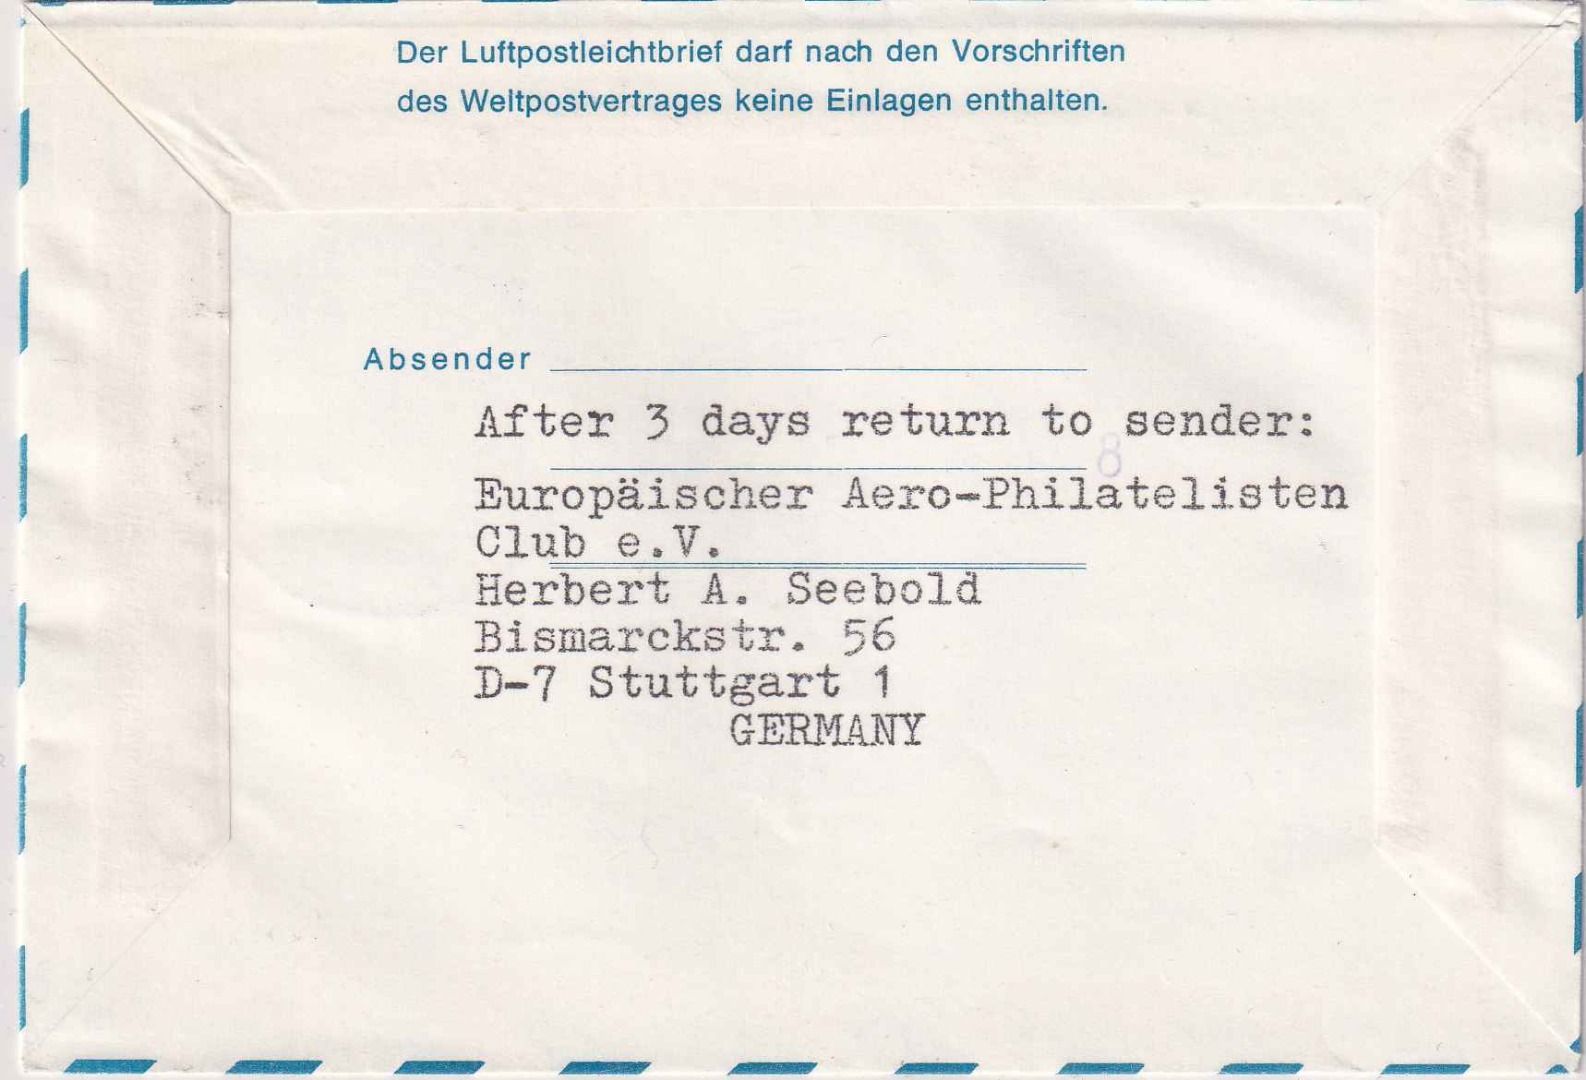 Der Luftpostleichtbrief darf nach den Vorschriften
des Weltpostvertrages keine Einlagen enthalten.
Absender
After 3 days return to sender:
8
Europäischer Aero-Philatelisten
Club e.V.
Herbert A. Seebold
Bismarckstr. 56
D-7 Stuttgart 1
GERMANY